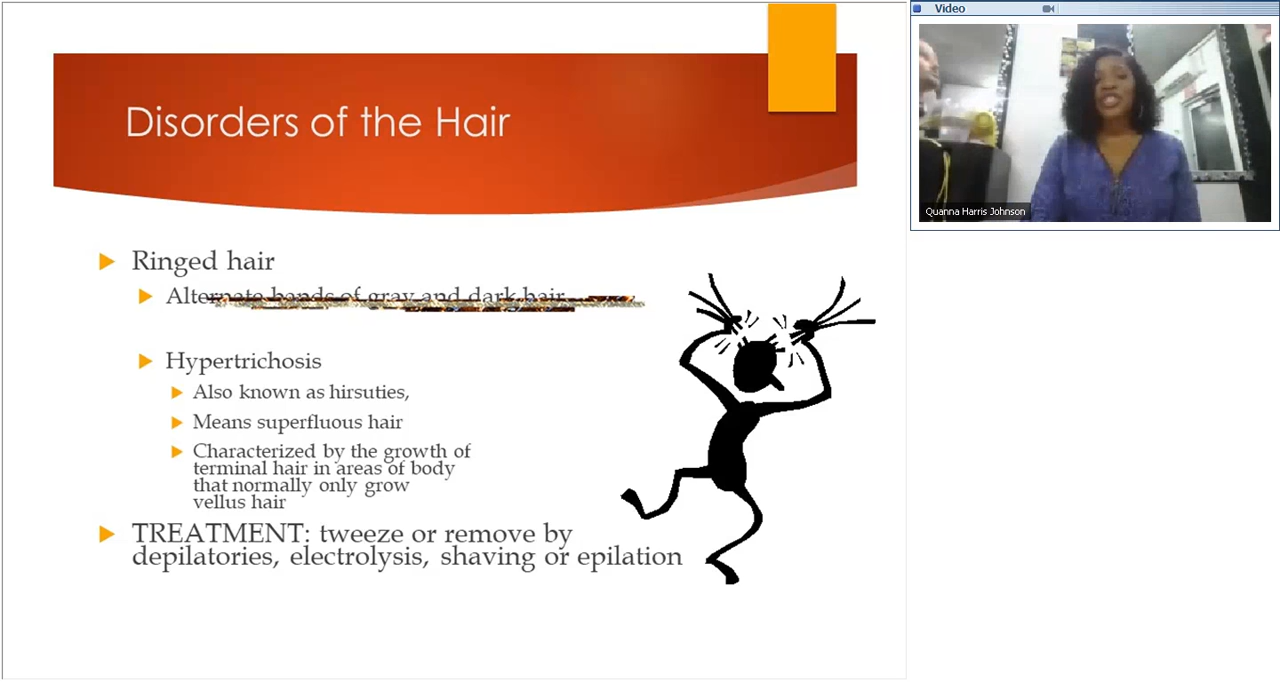 Disorders of the Hair
Ringed hair
Alternate bands of gray and dark hair
Hypertrichosis
Also known as hirsuties,
Means superfluous hair
Characterized by the growth of
terminal hair in areas of body
that normally only grow
vellus hair
TREATMENT: tweeze or remove by
depilatories, electrolysis, shaving or epilation
Video
Quanna Harris Johnson